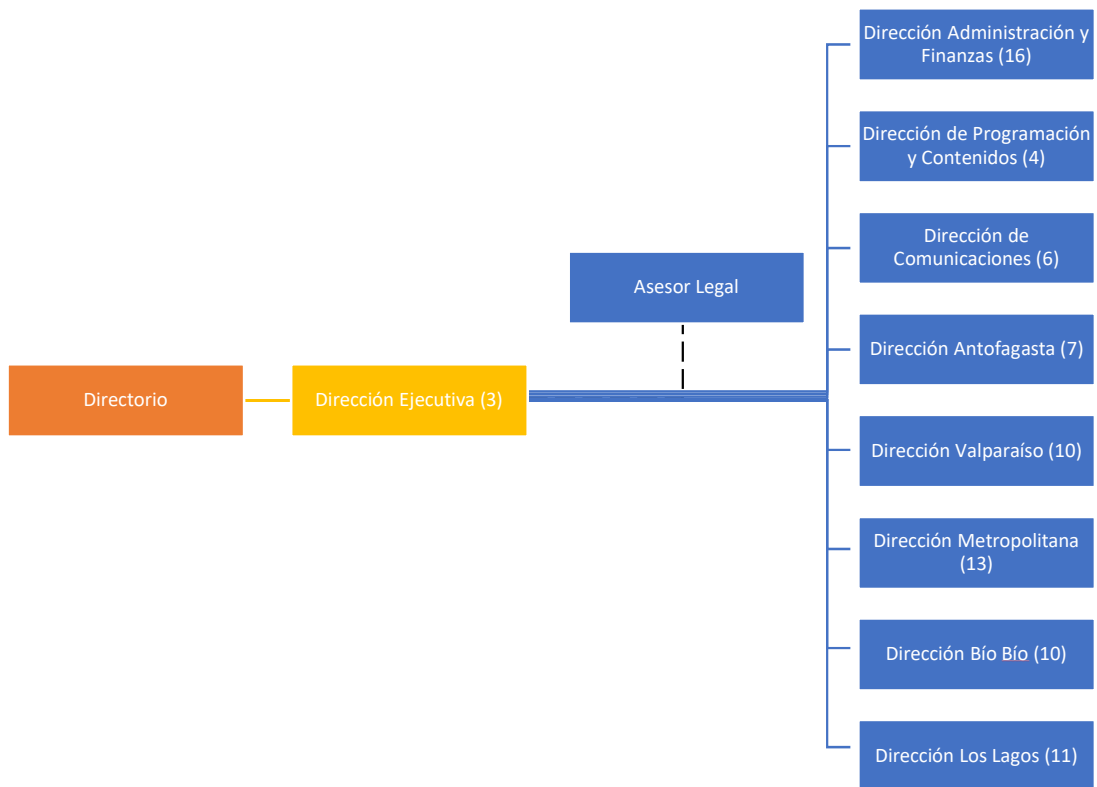 Directorio
Dirección Ejecutiva (3)
Asesor Legal
Dirección Administración y
Finanzas (16)
Dirección de Programación
y Contenidos (4)
Dirección de
Comunicaciones (6)
Dirección Antofagasta (7)
Dirección Valparaíso (10)
Dirección Metropolitana
(13)
Dirección Bío Bío (10)
Dirección Los Lagos (11)